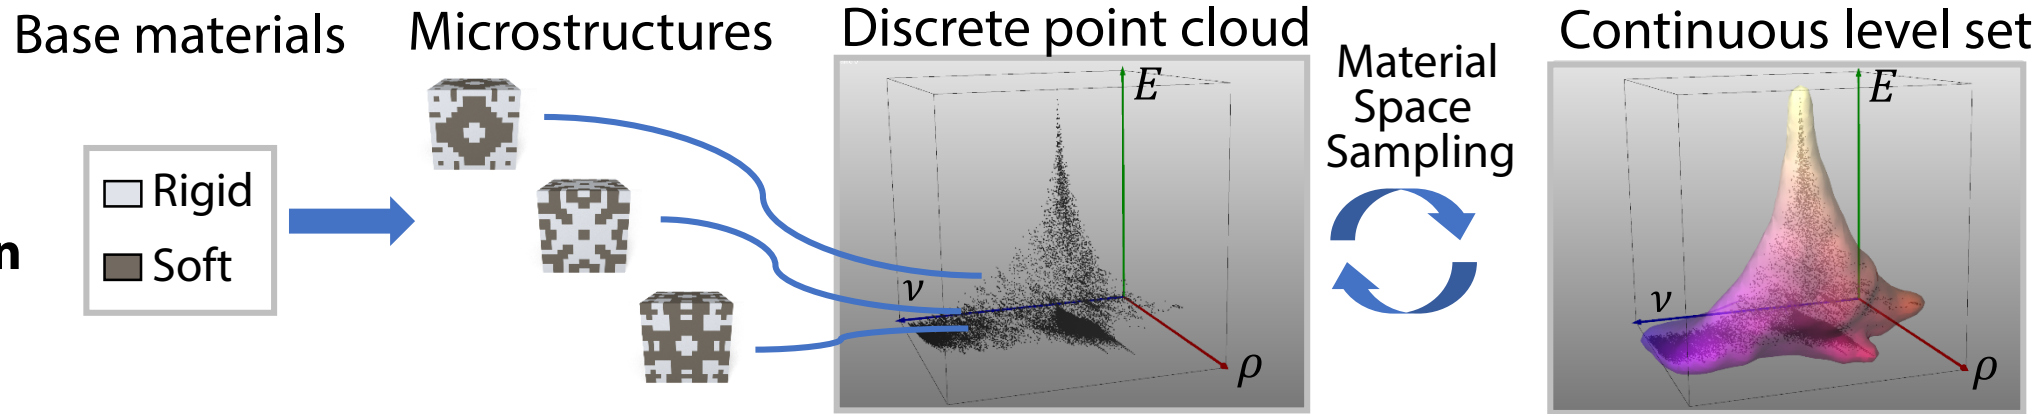 Base materials
Microstructures
Discrete point cloud
Continuous level set
Material
Space
Sampling
Rigid
Soft
n
E
ν
ρ
E
ν
ρ